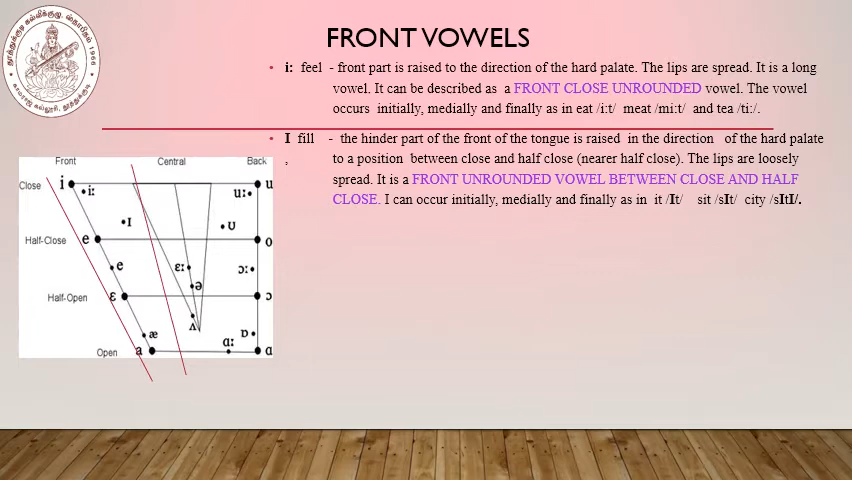 தூத்துக்குடி கல்விக்குழு, ஸ்தாபிதம் 1966
காமராஜ் கல்லூரி, தூத்துக்குடி
FRONT VOWELS
• i: feel - front part is raised to the direction of the hard palate. The lips are spread. It is a long
vowel. It can be described as a FRONT CLOSE UNROUNDED vowel. The vowel
occurs initially, medially and finally as in eat /i:t/ meat /mi:t/ and tea /ti:/.
• I fill - the hinder part of the front of the tongue is raised in the direction of the hard palate
, to a position between close and half close (nearer half close). The lips are loosely
spread. It is a FRONT UNROUNDED VOWEL BETWEEN CLOSE AND HALF
CLOSE. I can occur initially, medially and finally as in it /It/ sit /sIt/ city /sItI/.
Front Central Back
Close i i: u: u
I ʊ
Half-Close e o
e ɛ: ɔ:
ə
Half-Open ɛ ɔ
ʌ
æ ɒ
ɑ:
Open a ɑ